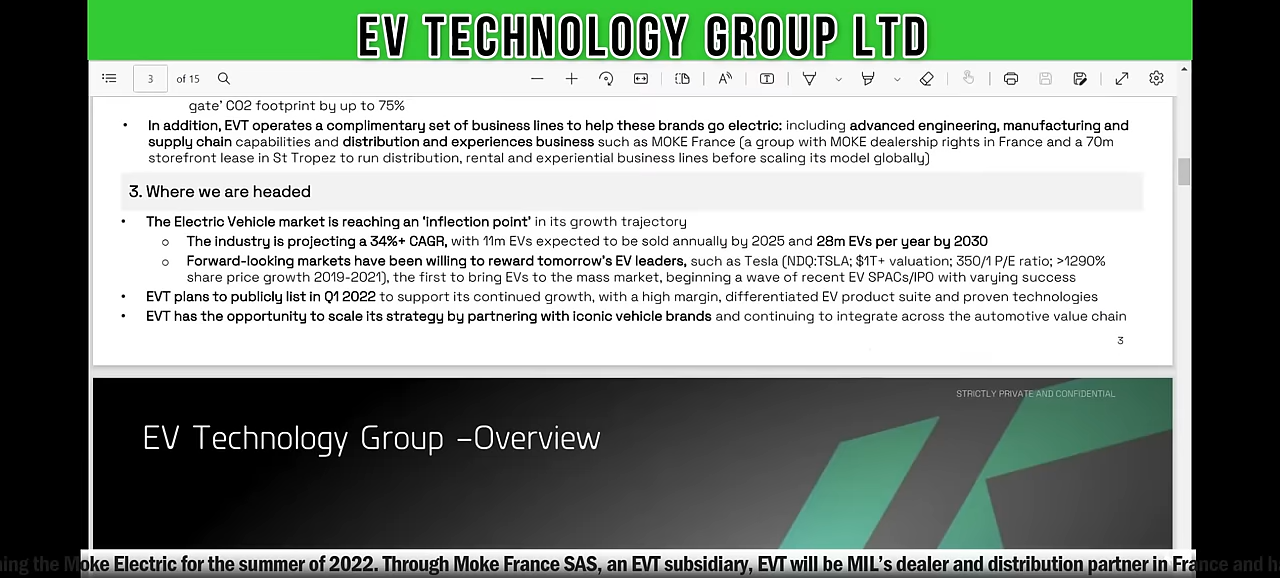 EV TECHNOLOGY GROUP LTD
3 of 15
gate' CO2 footprint by up to 75%
• In addition, EVT operates a complimentary set of business lines to help these brands go electric: including advanced engineering, manufacturing and
supply chain capabilities and distribution and experiences business such as MOKE France (a group with MOKE dealership rights in France and a 70m
storefront lease in St Tropez to run distribution, rental and experiential business lines before scaling its model globally)
3. Where we are headed
• The Electric Vehicle market is reaching an 'inflection point' in its growth trajectory
o The industry is projecting a 34%+ CAGR, with 11m EVs expected to be sold annually by 2025 and 28m EVs per year by 2030
o Forward-looking markets have been willing to reward tomorrow's EV leaders, such as Tesla (NDQ:TSLA; $1T+ valuation; 350/1 P/E ratio; >1290%
share price growth 2019-2021), the first to bring EVs to the mass market, beginning a wave of recent EV SPACs/IPO with varying success
• EVT plans to publicly list in Q1 2022 to support its continued growth, with a high margin, differentiated EV product suite and proven technologies
• EVT has the opportunity to scale its strategy by partnering with iconic vehicle brands and continuing to integrate across the automotive value chain
3
STRICTLY PRIVATE AND CONFIDENTIAL
EV Technology Group –Overview
the Moke Electric for the summer of 2022. Through Moke France SAS, an EVT subsidiary, EVT will be MIL's dealer and distribution partner in France and